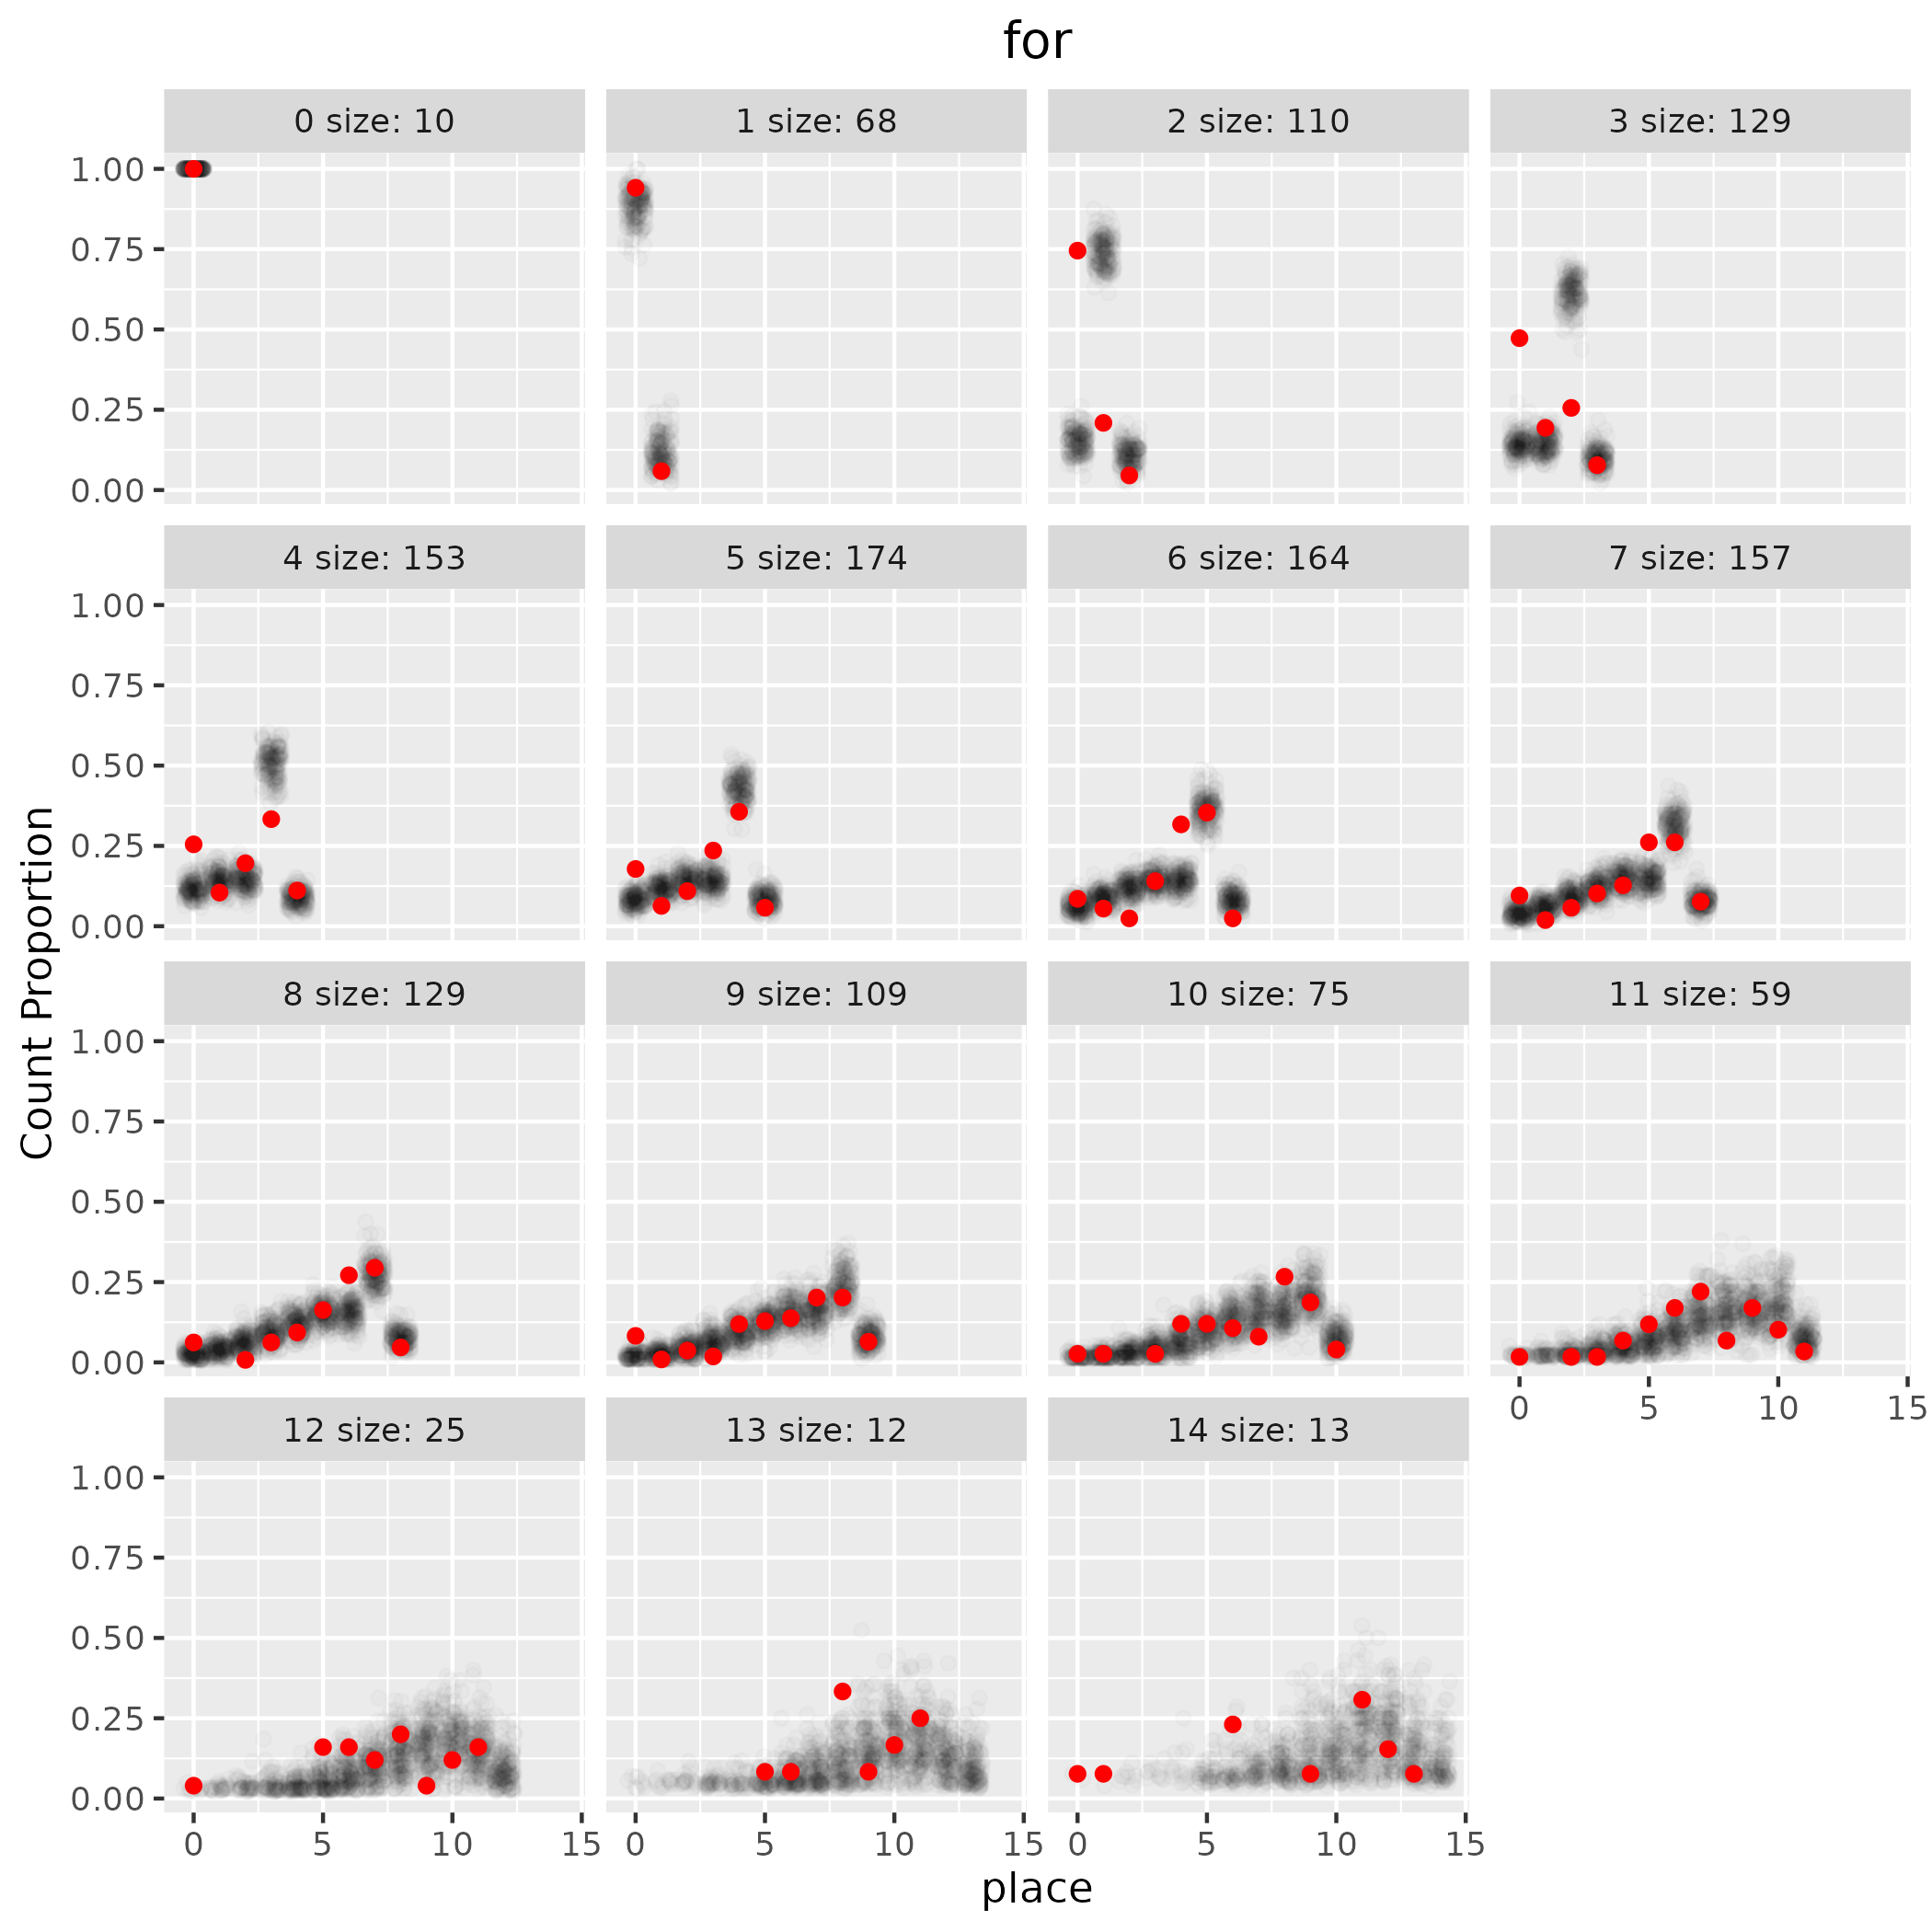 for
0 size: 10
1 size: 68
2 size: 110
3 size: 129
1.00
0.75
0.50
0.25
0.00
4 size: 153
5 size: 174
6 size: 164
7 size: 157
1.00
0.75
0.50
0.25
0.00
Count Proportion
8 size: 129
9 size: 109
10 size: 75
11 size: 59
1.00
0.75
0.50
0.25
0.00
0 5 10 15
12 size: 25
13 size: 12
14 size: 13
1.00
0.75
0.50
0.25
0.00
0 5 10 15
0 5 10 15
0 5 10 15
place